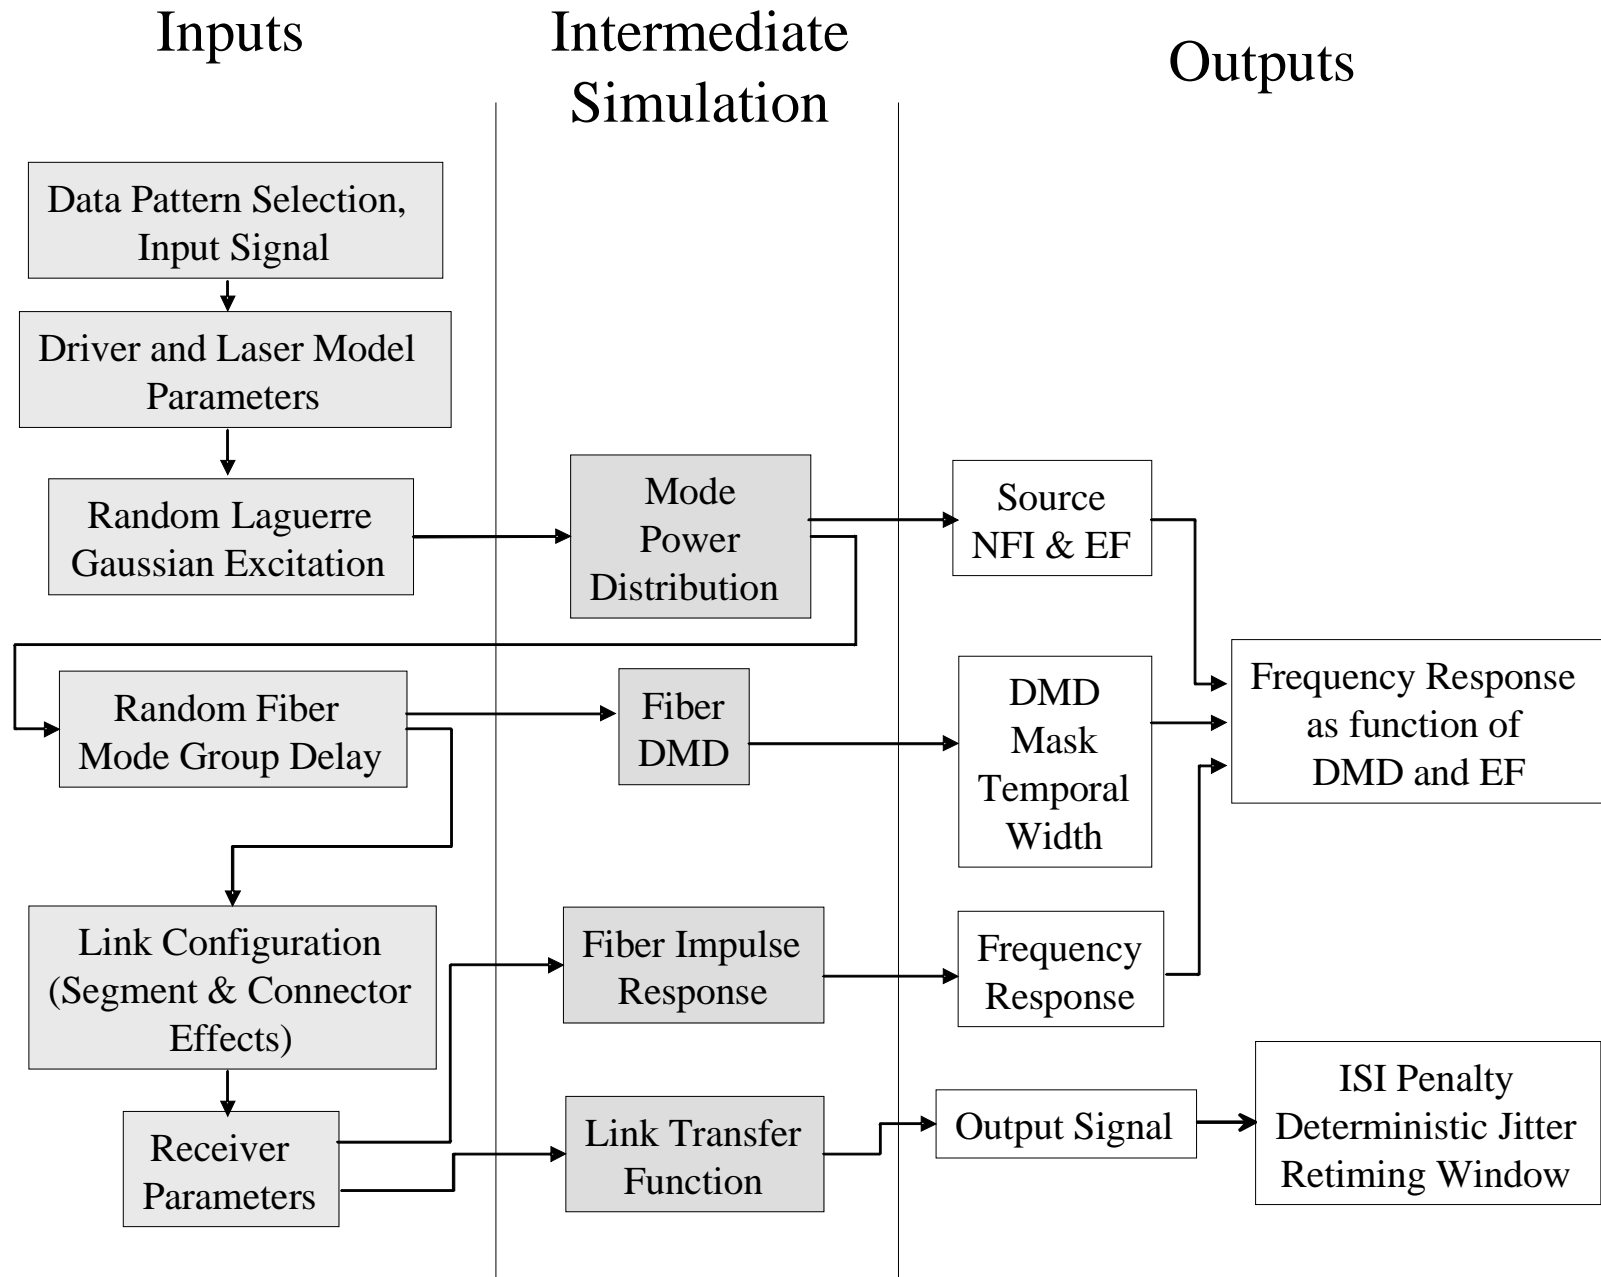 Inputs
Intermediate
Simulation
Outputs
Data Pattern Selection,
Input Signal
Driver and Laser Model
Parameters
Random Laguerre
Gaussian Excitation
Mode
Power
Distribution
Source
NFI & EF
Random Fiber
Mode Group Delay
Fiber
DMD
DMD
Mask
Temporal
Width
Frequency Response
as function of
DMD and EF
Link Configuration
(Segment & Connector
Effects)
Fiber Impulse
Response
Frequency
Response
Receiver
Parameters
Link Transfer
Function
Output Signal
ISI Penalty
Deterministic Jitter
Retiming Window